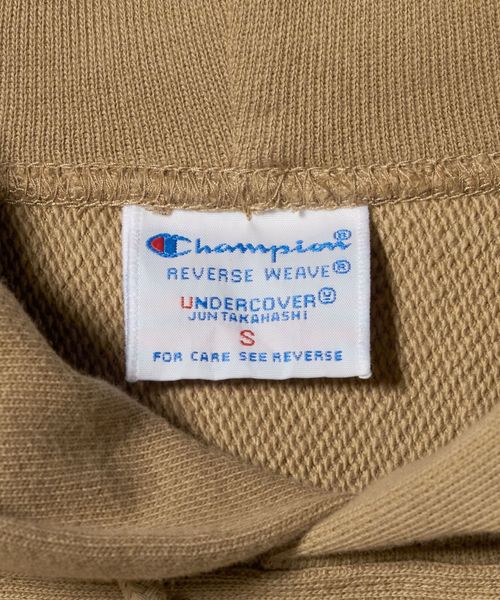 Champion®
REVERSE WEAVE®
UNDERCOVER Ⓤ
JUNTAKAHASHI
S
FOR CARE SEE REVERSE